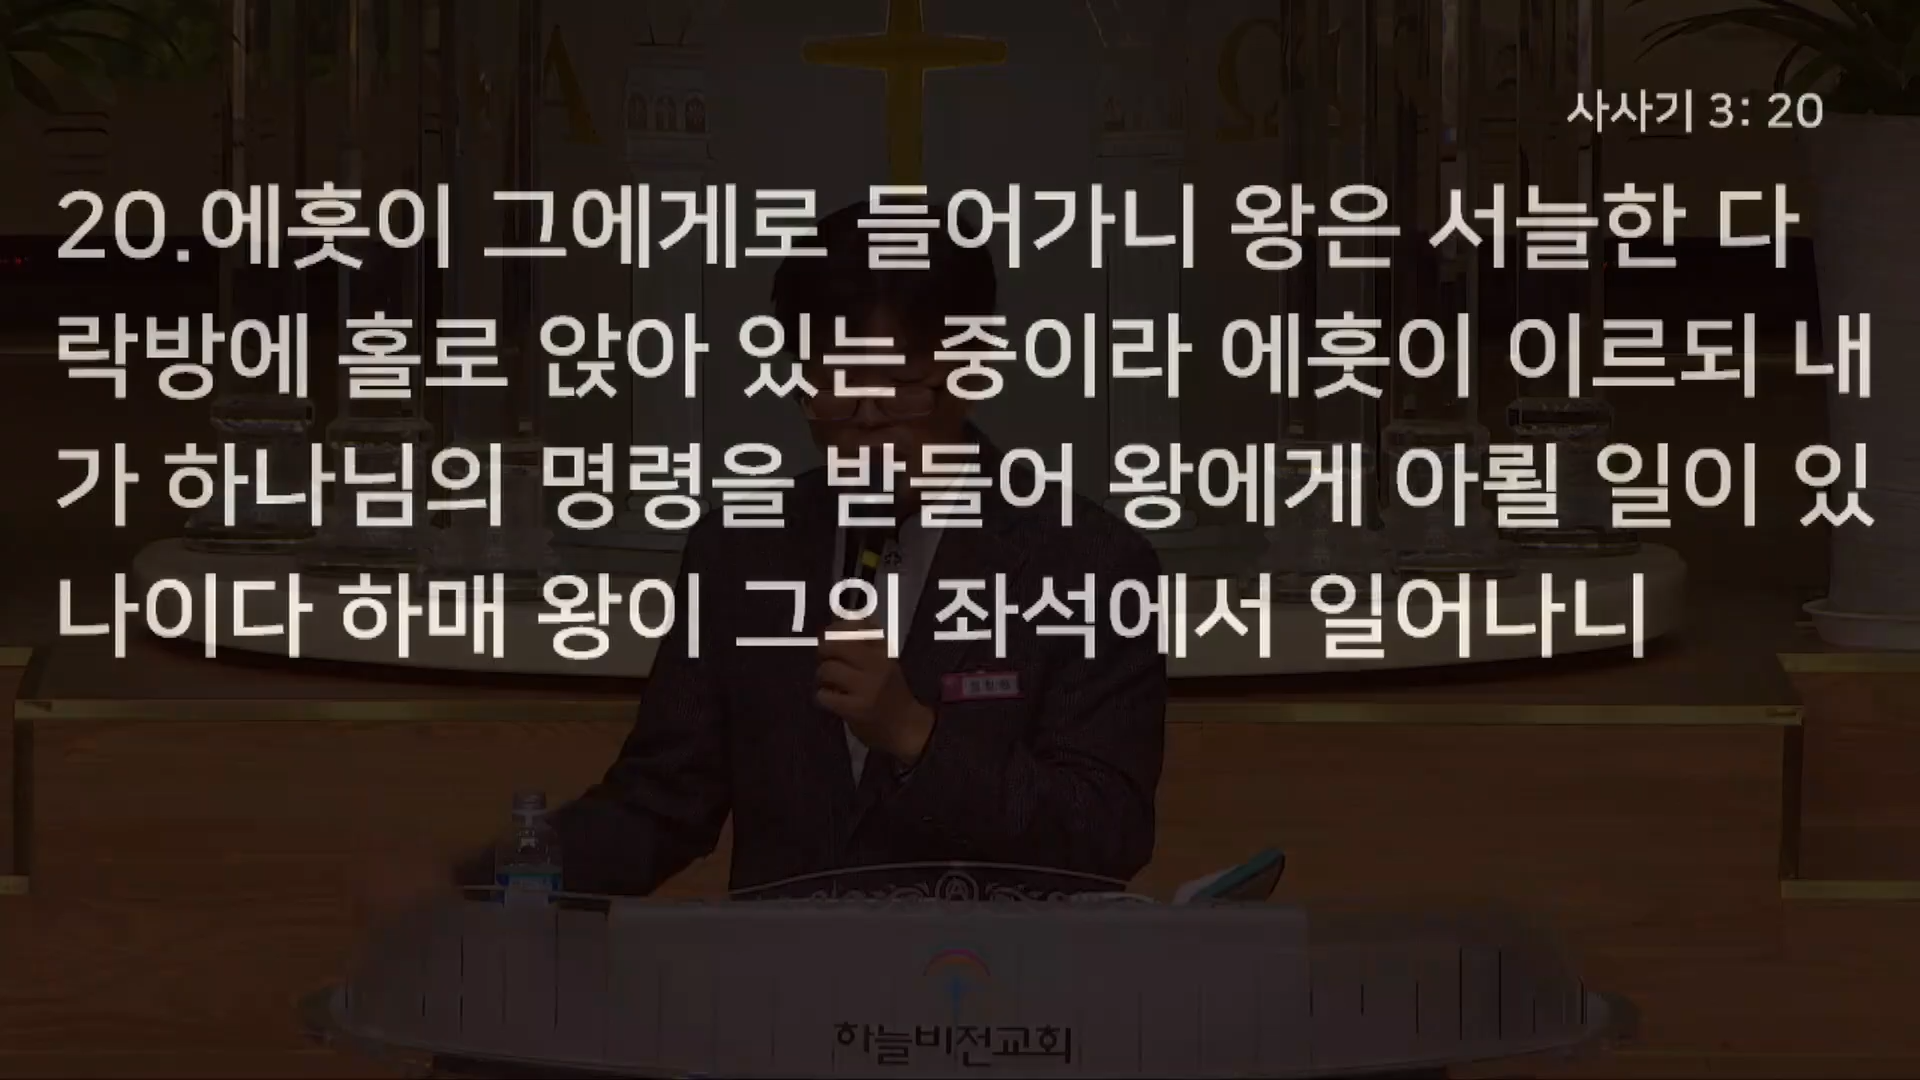 사사기 3: 20
20.에훗이 그에게로 들어가니 왕은 서늘한 다
락방에 홀로 앉아 있는 중이라 에훗이 이르되 내
가 하나님의 명령을 받들어 왕에게 아뢸 일이 있
나이다 하매 왕이 그의 좌석에서 일어나니
하늘비전교회